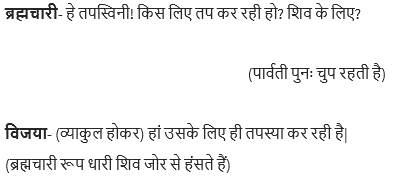 ब्रह्मचारी- हे तपस्विनी! किस लिए तप कर रही हो? शिव के लिए?
(पार्वती पुनः चुप रहती है)
विजया- (व्याकुल होकर) हां उसके लिए ही तपस्या कर रही है|
(ब्रह्मचारी रूप धारी शिव जोर से हंसते हैं)